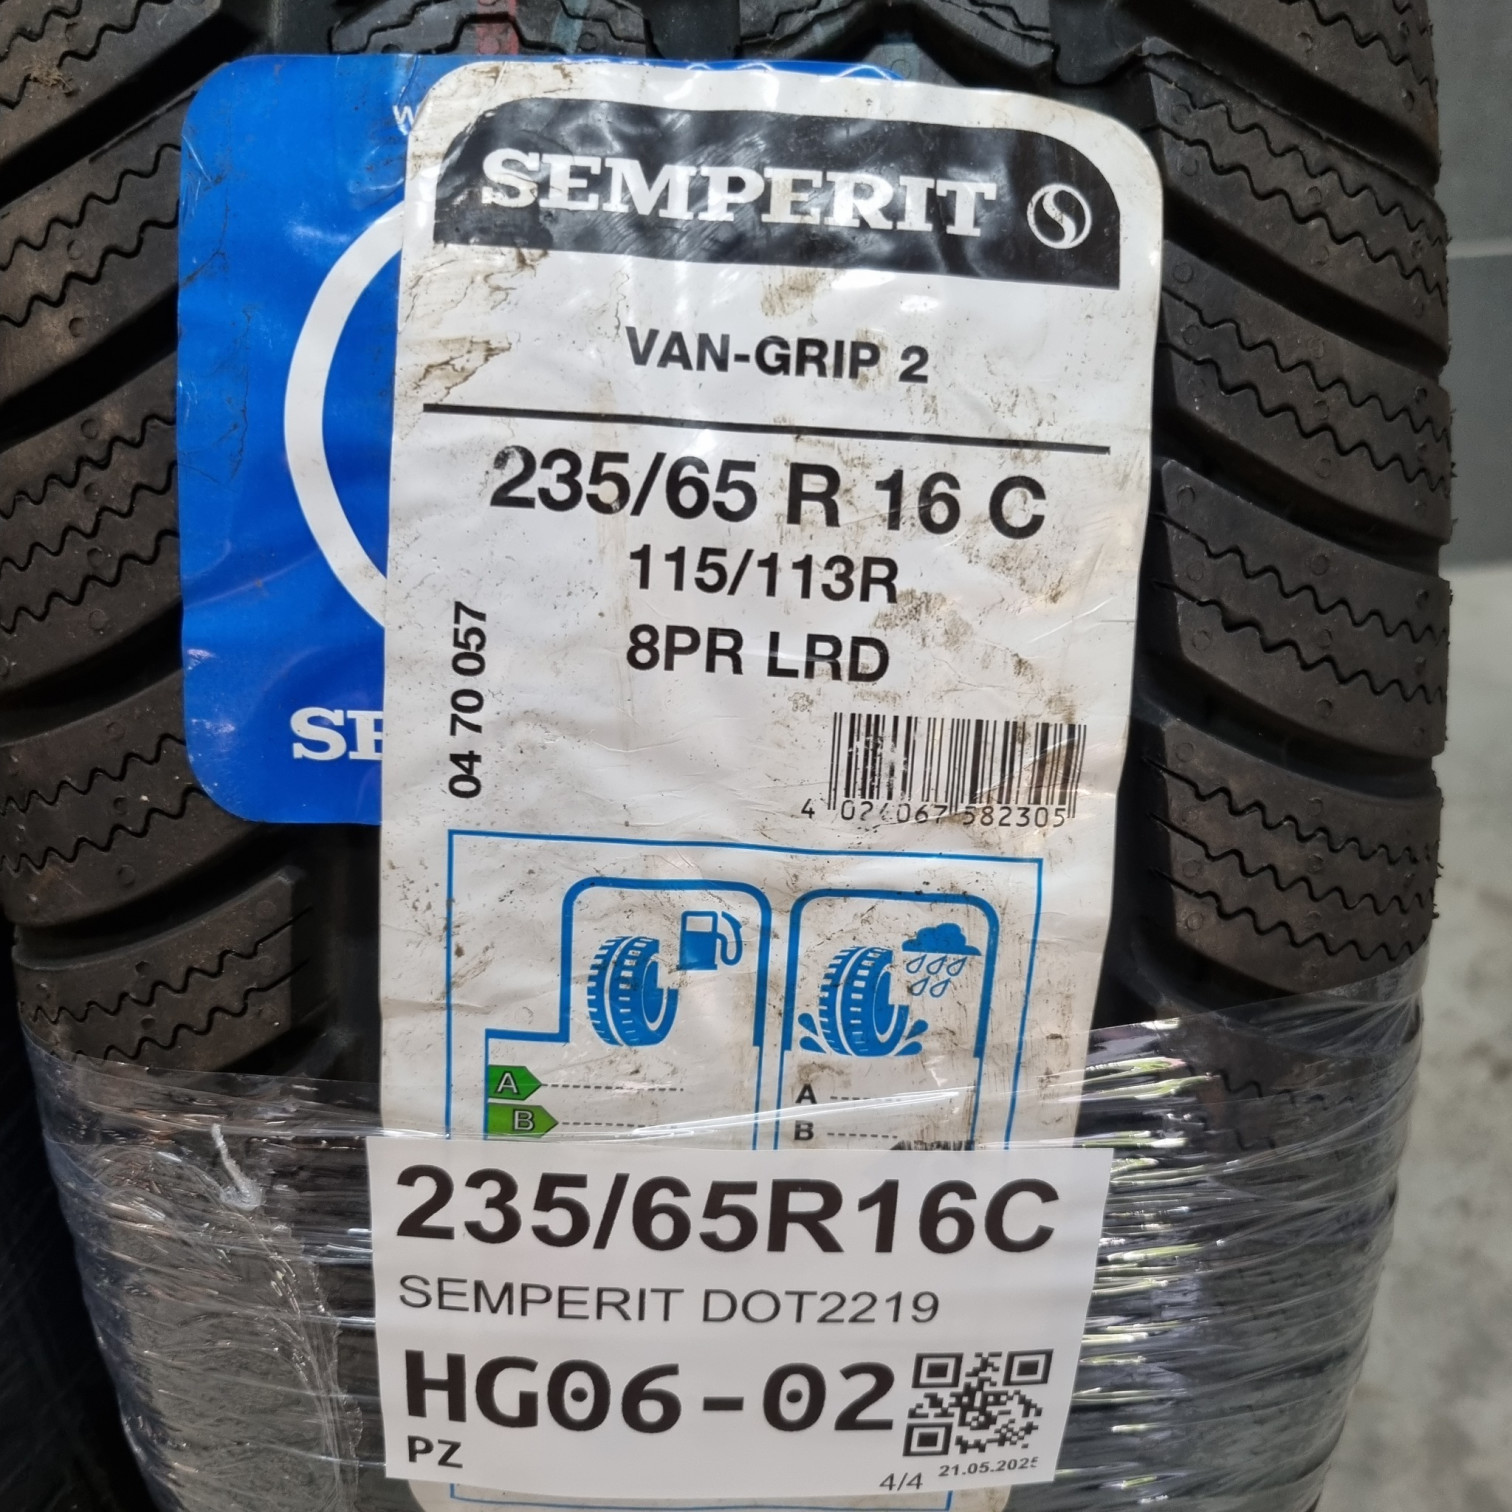 W
SEMPERIT
VAN-GRIP 2
235/65 R 16 C
115/113R
8PR LRD
04 70 057
SE
4 024067 582305
A
B
A
B
235/65R16C
SEMPERIT DOT2219
HG06-02
PZ
4/4 21.05.2025